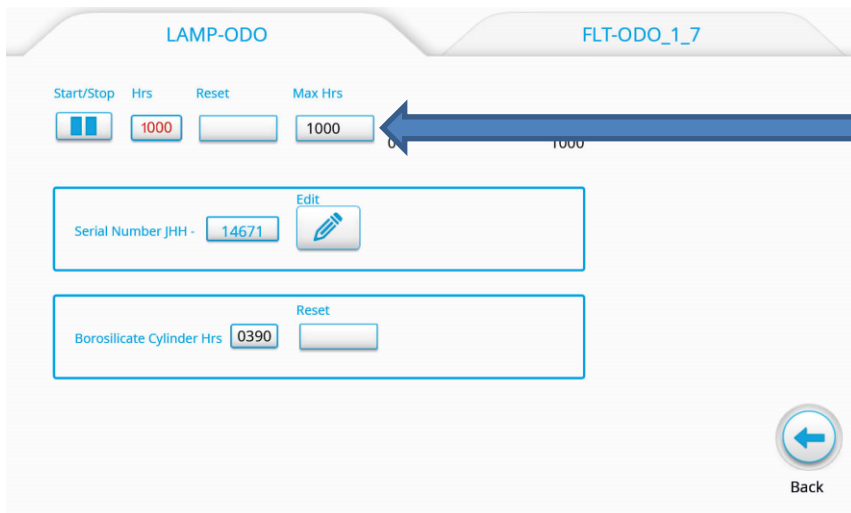 LAMP-ODO FLT-ODO_1_7
Start/Stop Hrs Reset Max Hrs
1000 1000
0 1000
Edit
Serial Number JHH - 14671
Reset
Borosilicate Cylinder Hrs 0390
Back